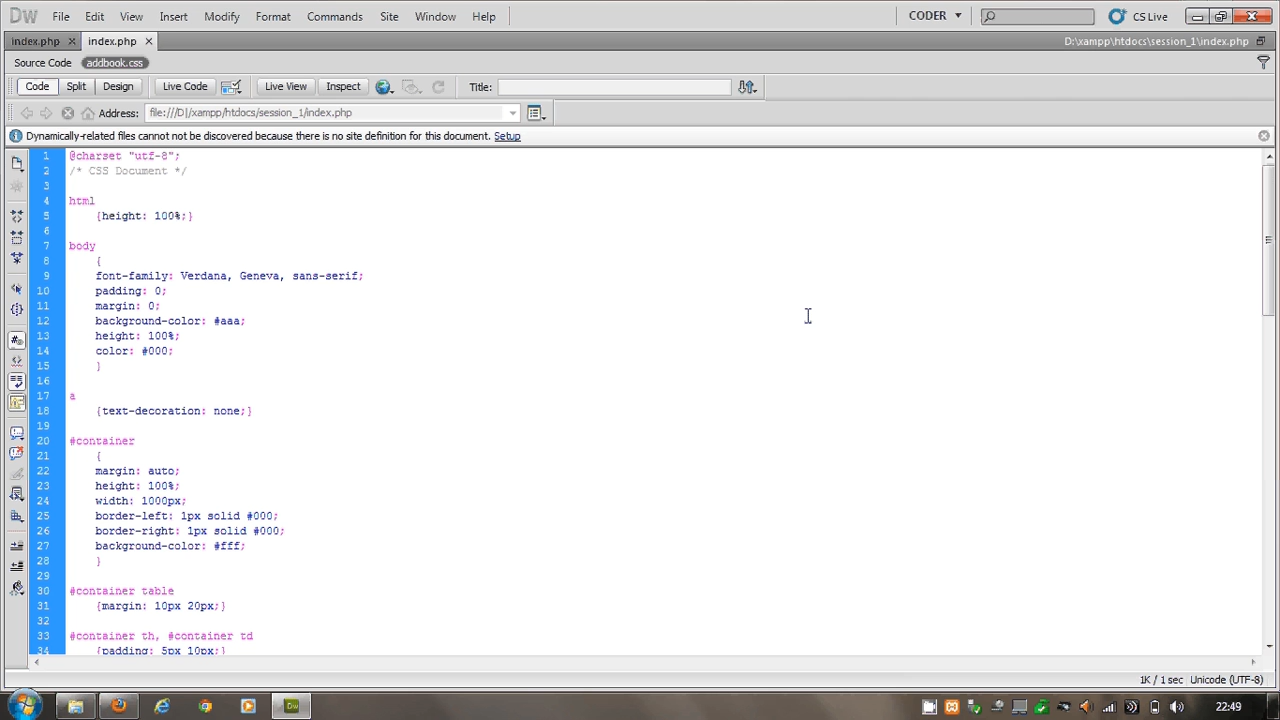 DW File Edit View Insert Modify Format Commands Site Window Help CODER CS Live
index.php index.php D:\xampp\htdocs\session_1\index.php
Source Code addbook.css
Code Split Design Live Code Live View Inspect Title:
Address: file:///D|/xampp/htdocs/session_1/index.php
Dynamically-related files cannot not be discovered because there is no site definition for this document. Setup
1 @charset "utf-8";
2 /* CSS Document */
3
4 html
5 {height: 100%;}
6
7 body
8 {
9 font-family: Verdana, Geneva, sans-serif;
10 padding: 0;
11 margin: 0;
12 background-color: #aaa;
13 height: 100%;
14 color: #000;
15 }
16
17 a
18 {text-decoration: none;}
19
20 #container
21 {
22 margin: auto;
23 height: 100%;
24 width: 1000px;
25 border-left: 1px solid #000;
26 border-right: 1px solid #000;
27 background-color: #fff;
28 }
29
30 #container table
31 {margin: 10px 20px;}
32
33 #container th, #container td
34 {padding: 5px 10px;}
1K / 1 sec Unicode (UTF-8)
Dw 22:49